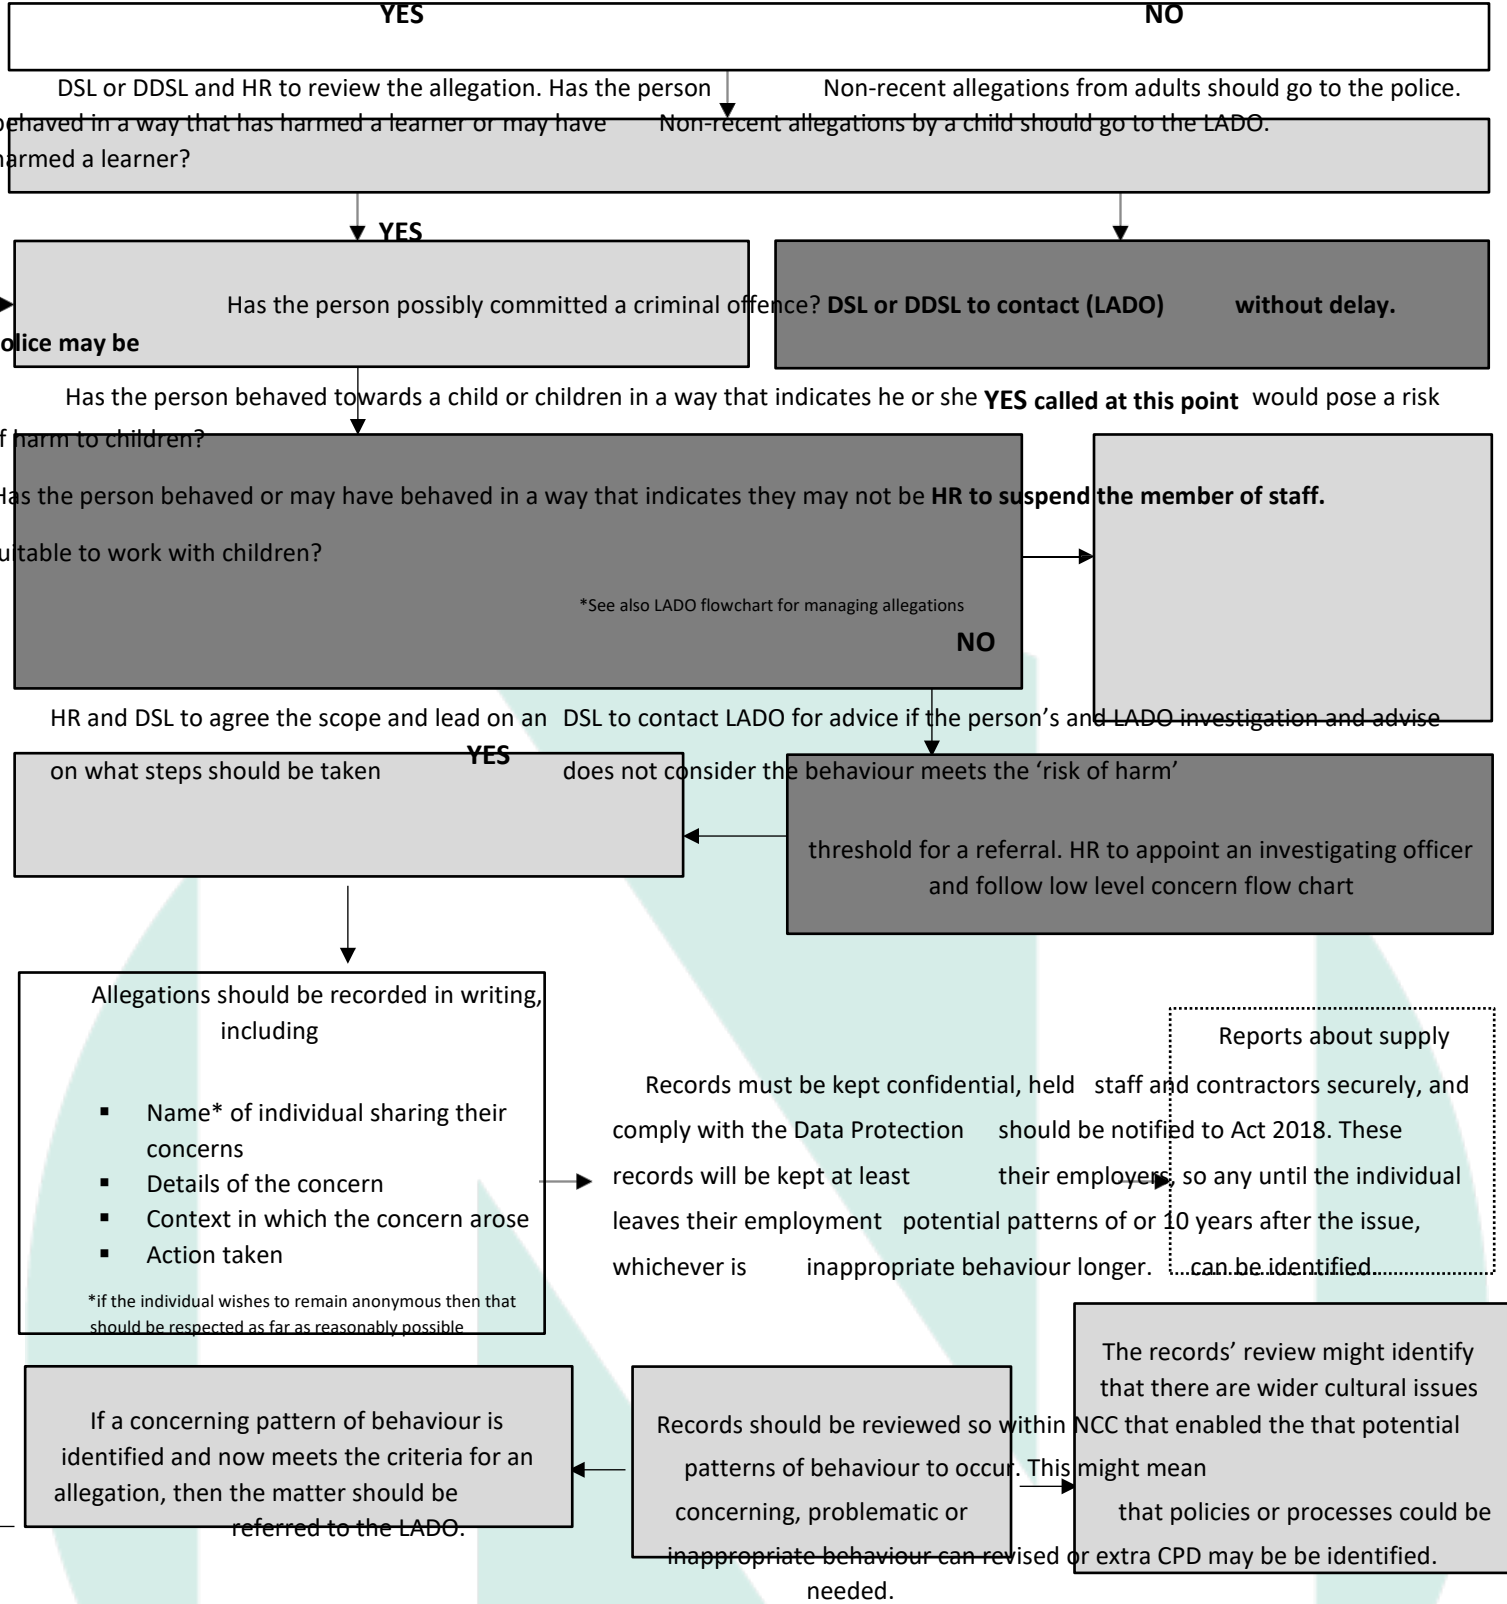 YES NO
DSL or DDSL and HR to review the allegation. Has the person Non-recent allegations from adults should go to the police.
behaved in a way that has harmed a learner or may have Non-recent allegations by a child should go to the LADO.
harmed a learner?
YES
Has the person possibly committed a criminal offence? DSL or DDSL to contact (LADO) without delay.
olice may be
Has the person behaved towards a child or children in a way that indicates he or she YES called at this point would pose a risk
f harm to children?
Has the person behaved or may have behaved in a way that indicates they may not be HR to suspend the member of staff.
uitable to work with children?
*See also LADO flowchart for managing allegations
NO
HR and DSL to agree the scope and lead on an DSL to contact LADO for advice if the person's and LADO investigation and advise
YES
on what steps should be taken does not consider the behaviour meets the 'risk of harm'
threshold for a referral. HR to appoint an investigating officer
and follow low level concern flow chart
Allegations should be recorded in writing,
including
▪ Name* of individual sharing their
concerns
▪ Details of the concern
▪ Context in which the concern arose
▪ Action taken
*if the individual wishes to remain anonymous then that
should be respected as far as reasonably possible
Reports about supply
Records must be kept confidential, held staff and contractors securely, and
comply with the Data Protection should be notified to Act 2018. These
records will be kept at least their employers, so any until the individual
leaves their employment potential patterns of or 10 years after the issue,
whichever is inappropriate behaviour longer. can be identified.
If a concerning pattern of behaviour is
identified and now meets the criteria for an
allegation, then the matter should be
referred to the LADO.
The records' review might identify
that there are wider cultural issues
Records should be reviewed so within NCC that enabled the that potential
patterns of behaviour to occur. This might mean
concerning, problematic or that policies or processes could be
inappropriate behaviour can revised or extra CPD may be be identified.
needed.